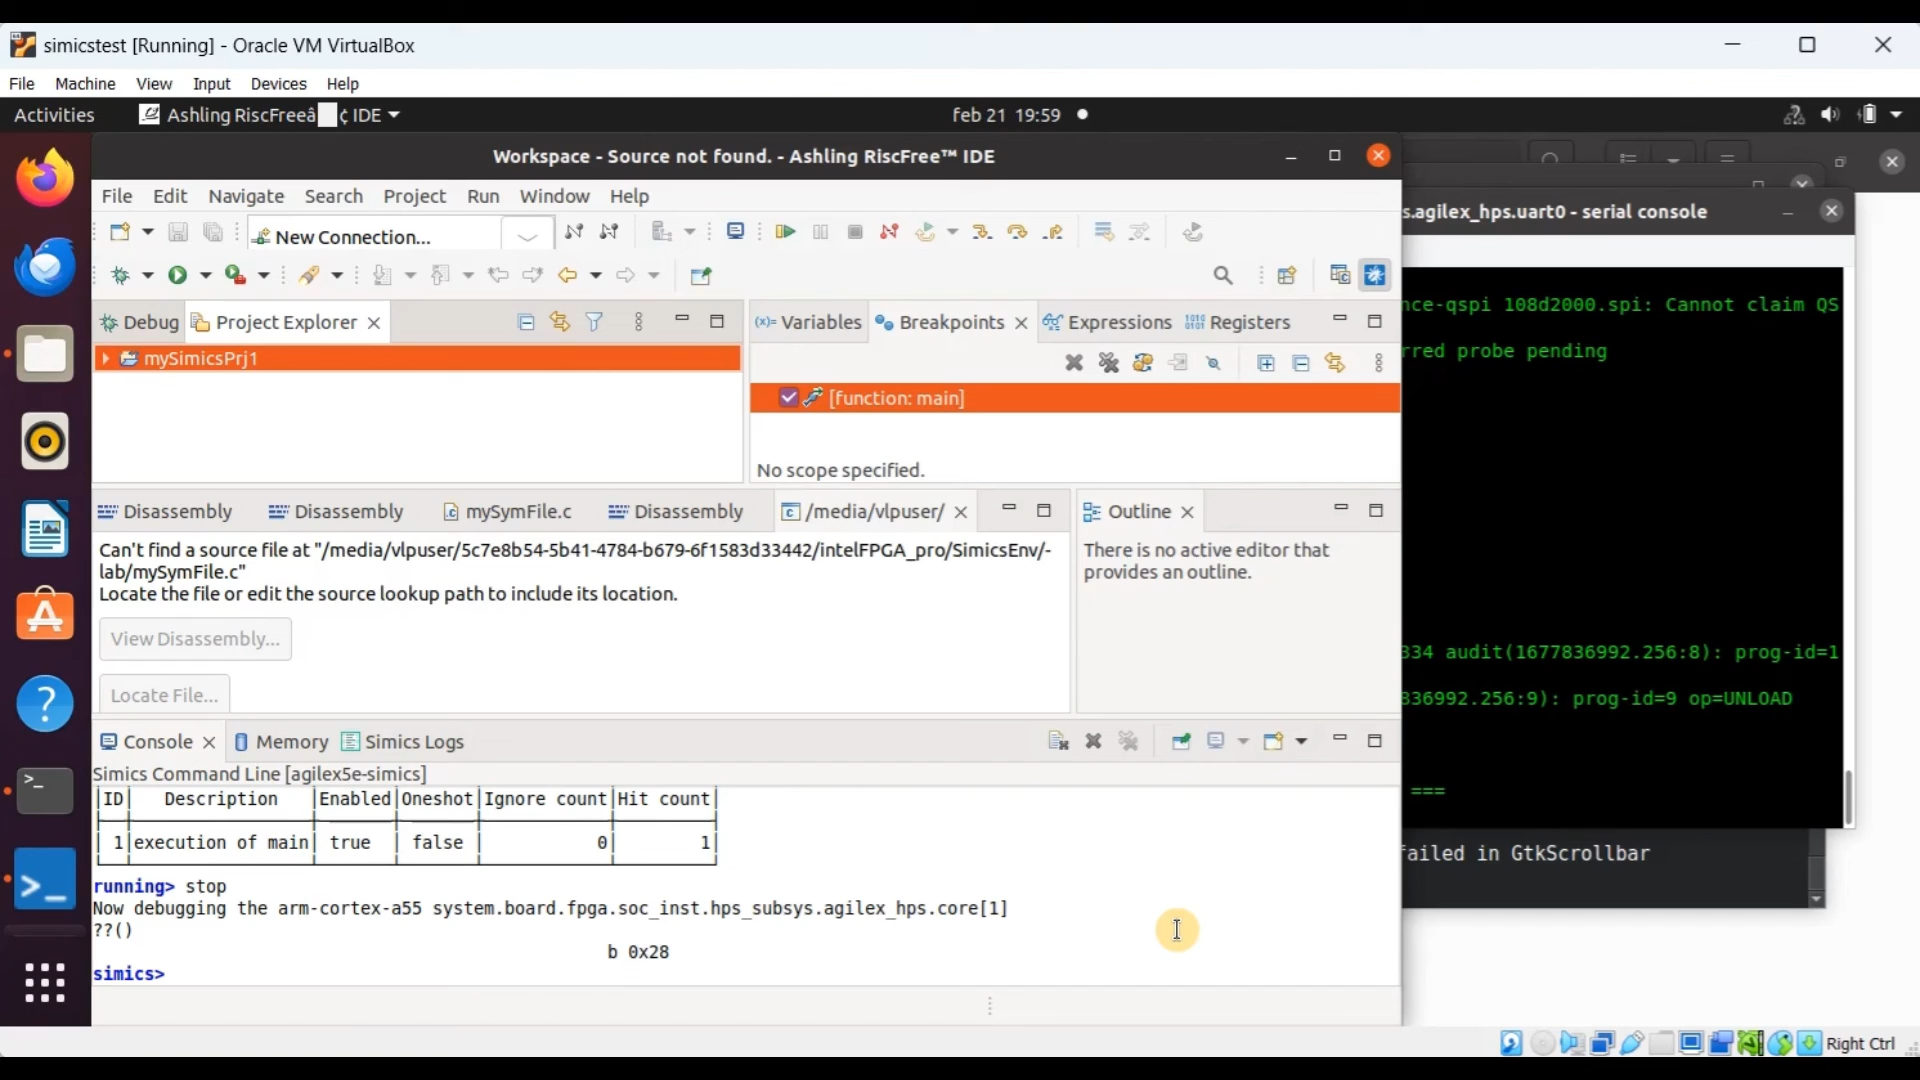 simicstest [Running] - Oracle VM VirtualBox
File Machine View Input Devices Help
Activities Ashling RiscFreeâ ¢ IDE feb 21 19:59
Workspace - Source not found. - Ashling RiscFree™ IDE
File Edit Navigate Search Project Run Window Help
New Connection...
Debug Project Explorer
mySimicsPrj1
(x)= Variables Breakpoints Expressions Registers
[function: main]
No scope specified.
Disassembly Disassembly mySymFile.c Disassembly /media/vlpuser/
Can't find a source file at "/media/vlpuser/5c7e8b54-5b41-4784-b679-6f1583d33442/intelFPGA_pro/SimicsEnv/-
lab/mySymFile.c"
Locate the file or edit the source lookup path to include its location.
View Disassembly...
Locate File...
Outline
There is no active editor that
provides an outline.
Console Memory Simics Logs
Simics Command Line [agilex5e-simics]
|ID| Description |Enabled|Oneshot|Ignore count|Hit count|
| 1|execution of main| true | false | 0| 1|
running> stop
Now debugging the arm-cortex-a55 system.board.fpga.soc_inst.hps_subsys.agilex_hps.core[1]
??()
b 0x28
simics>
s.agilex_hps.uart0 - serial console
nce-qspi 108d2000.spi: Cannot claim QS
rred probe pending
334 audit(1677836992.256:8): prog-id=1
836992.256:9): prog-id=9 op=UNLOAD
===
failed in GtkScrollbar
Right Ctrl